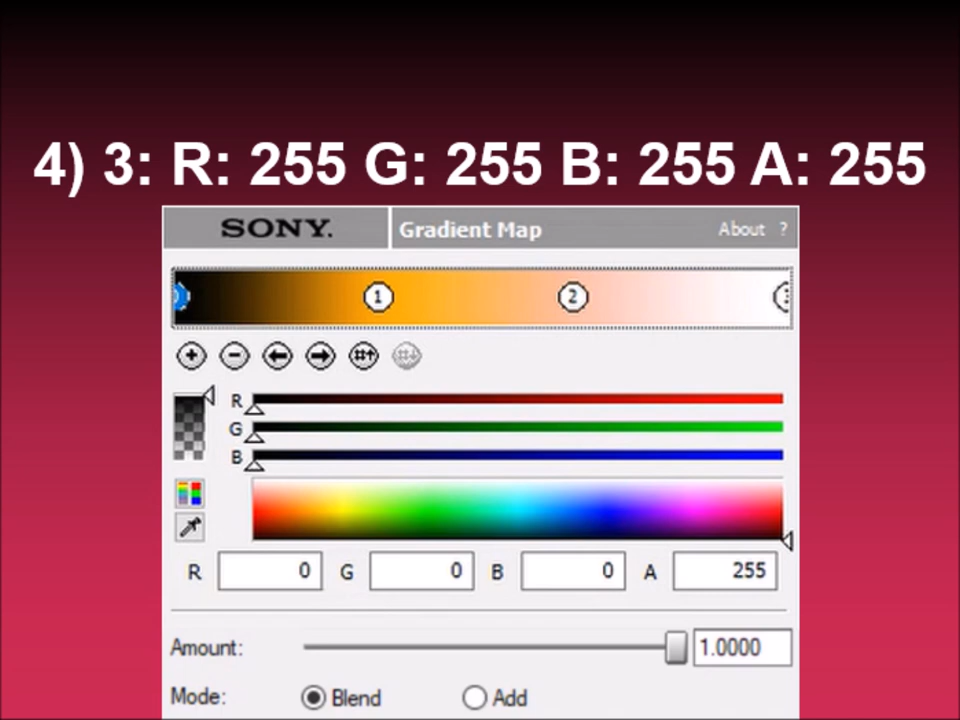 4) 3: R: 255 G: 255 B: 255 A: 255
SONY. Gradient Map About ?
1 2
R
G
B
R 0 G 0 B 0 A 255
Amount: 1.0000
Mode: Blend Add